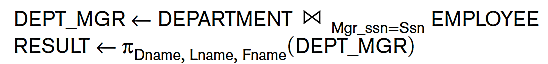 DEPT_MGR ← DEPARTMENT ⋈ Mgr_ssn=Ssn EMPLOYEE
RESULT ← π Dname, Lname, Fname(DEPT_MGR)